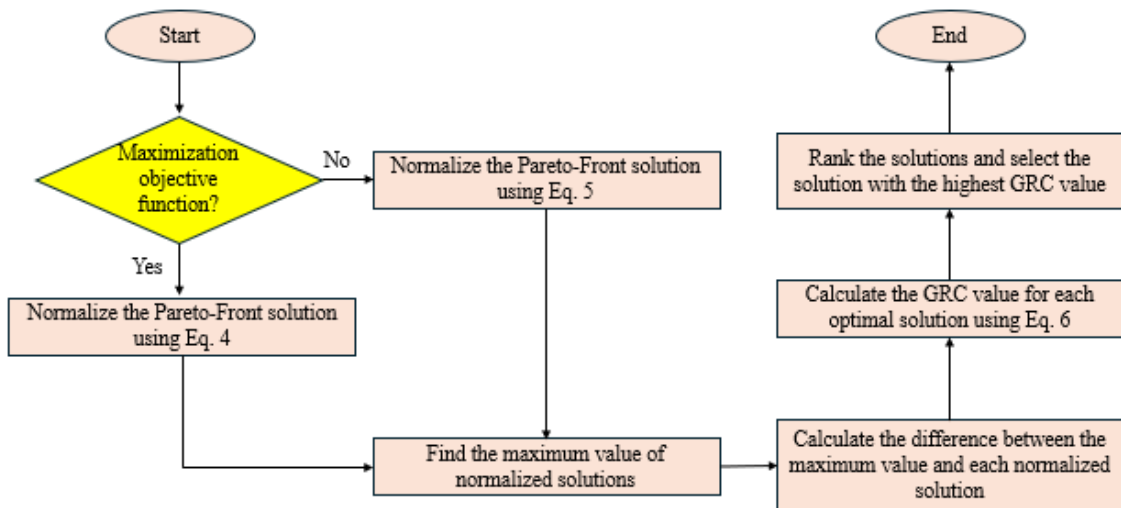 Start
Maximization
objective
function?
No
Normalize the Pareto-Front solution
using Eq. 5
Yes
Normalize the Pareto-Front solution
using Eq. 4
Find the maximum value of
normalized solutions
Calculate the difference between the
maximum value and each normalized
solution
Calculate the GRC value for each
optimal solution using Eq. 6
Rank the solutions and select the
solution with the highest GRC value
End